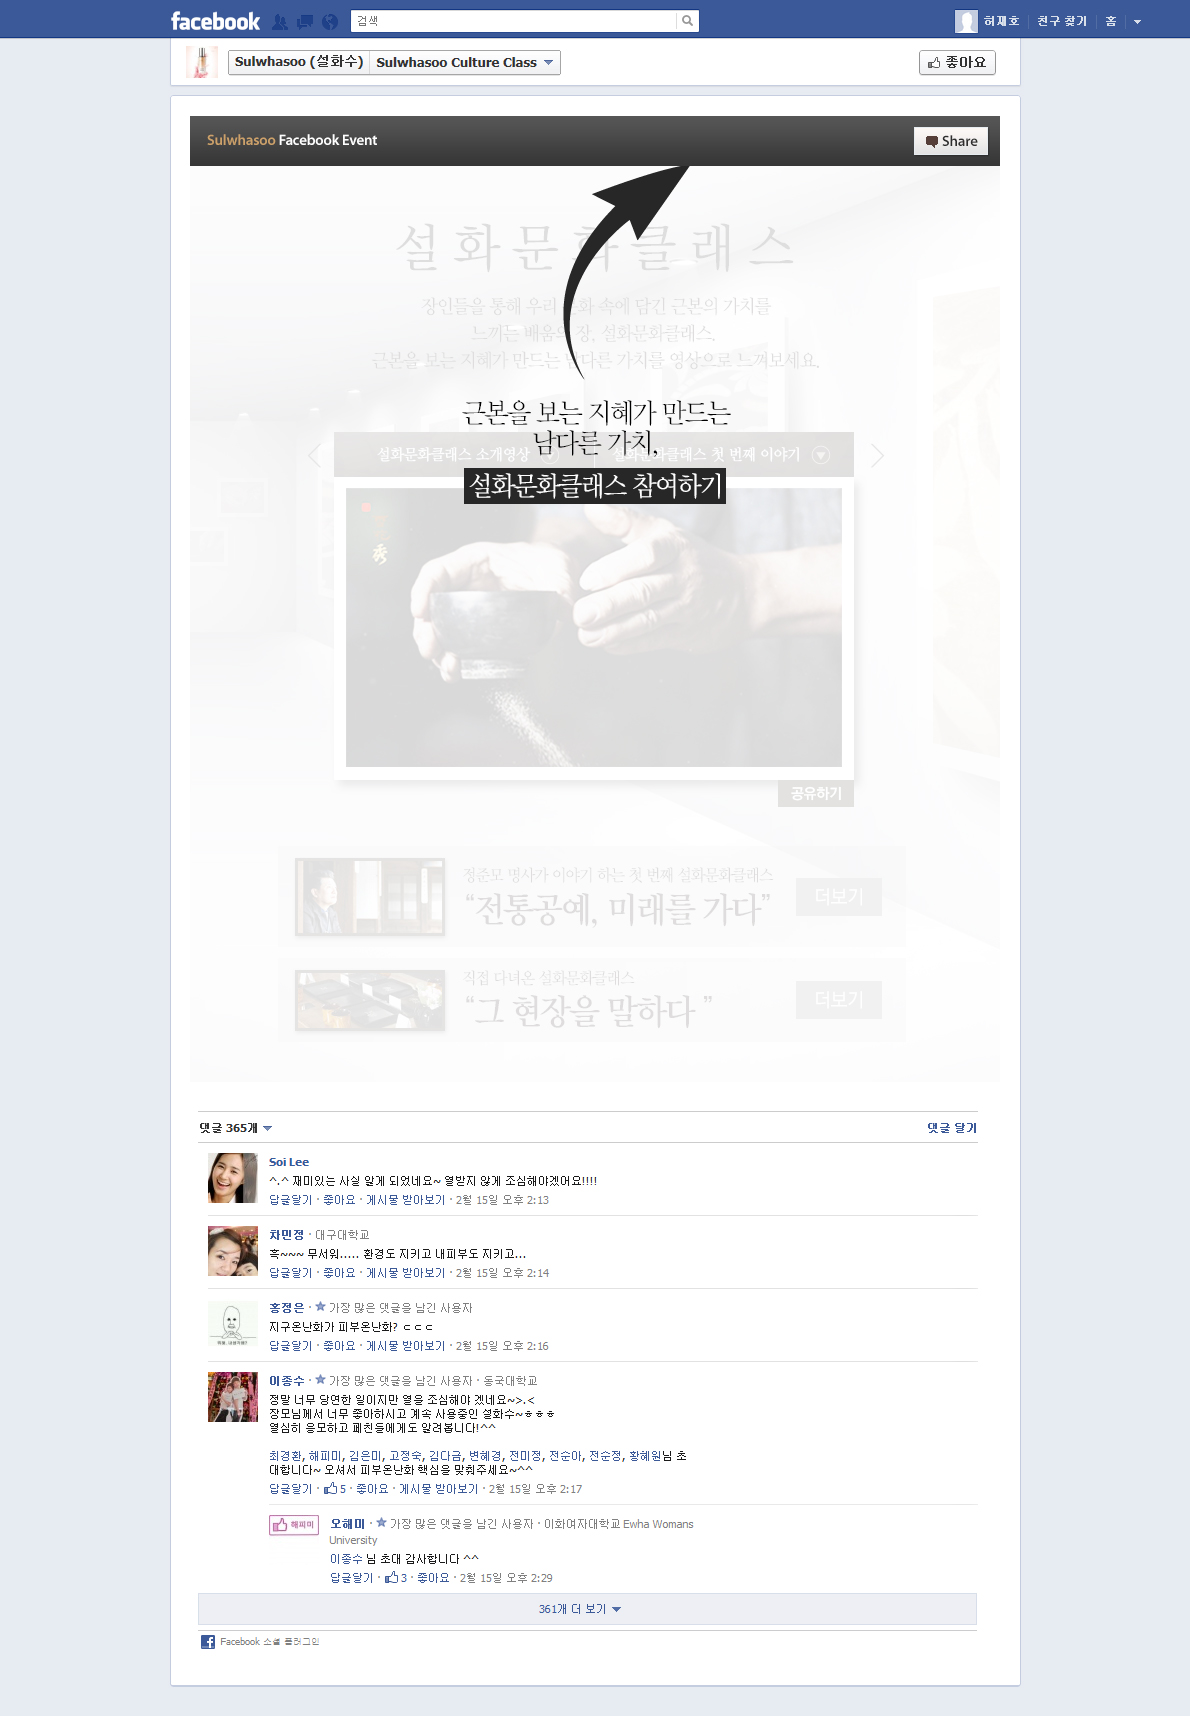 facebook
검색
허재호
친구 찾기
홈
Sulwhasoo (설화수)
Sulwhasoo Culture Class
좋아요
Sulwhasoo Facebook Event
Share
설화문화클래스
장인들을 통해 우리 문화 속에 담긴 근본의 가치를
느끼는 배움의 장, 설화문화클래스,
근본을 보는 지혜가 만드는 남다른 가치를 영상으로 느껴보세요.
근본을 보는 지혜가 만드는
남다른 가치,
설화문화클래스 소개영상
설화문화클래스 첫 번째 이야기
설화문화클래스 참여하기
秀
공유하기
정준모 명사가 이야기 하는 첫 번째 설화문화클래스
“전통공예, 미래를 가다”
더보기
직접 다녀온 설화문화클래스
“그 현장을 말하다 ”
더보기
댓글 365개
댓글 달기
Soi Lee
^.^ 재미있는 사실 알게 되었네요~ 열받지 않게 조심해야겠어요!!!!
답글달기 · 좋아요 · 게시물 받아보기 · 2월 15일 오후 2:13
차민정 · 대구대학교
혹~~~ 무서워..... 환경도 지키고 내피부도 지키고...
답글달기 · 좋아요 · 게시물 받아보기 · 2월 15일 오후 2:14
홍정은 · 가장 많은 댓글을 남긴 사용자
지구온난화가 피부온난화? ㄷㄷㄷ
답글달기 · 좋아요 · 게시물 받아보기 · 2월 15일 오후 2:16
이종수 · 가장 많은 댓글을 남긴 사용자 · 동국대학교
정말 너무 당연한 일이지만 열을 조심해야 겠네요~>.<
장모님께서 너무 좋아하시고 계속 사용중인 설화수~ㅎㅎㅎ
열심히 응모하고 페친들에게도 알려봅니다!^^
최경환, 해피미, 김은미, 고정숙, 김다금, 변혜경, 전미정, 전순아, 전순정, 황혜원님 초
대합니다~ 오셔서 피부온난화 핵심을 맞춰주세요~^^
답글달기 · 5 · 좋아요 · 게시물 받아보기 · 2월 15일 오후 2:17
해피미
오해미 · 가장 많은 댓글을 남긴 사용자 · 이화여자대학교 Ewha Womans
University
이종수 님 초대 감사합니다 ^^
답글달기 · 3 · 좋아요 · 2월 15일 오후 2:29
361개 더 보기
Facebook 소셜 플러그인